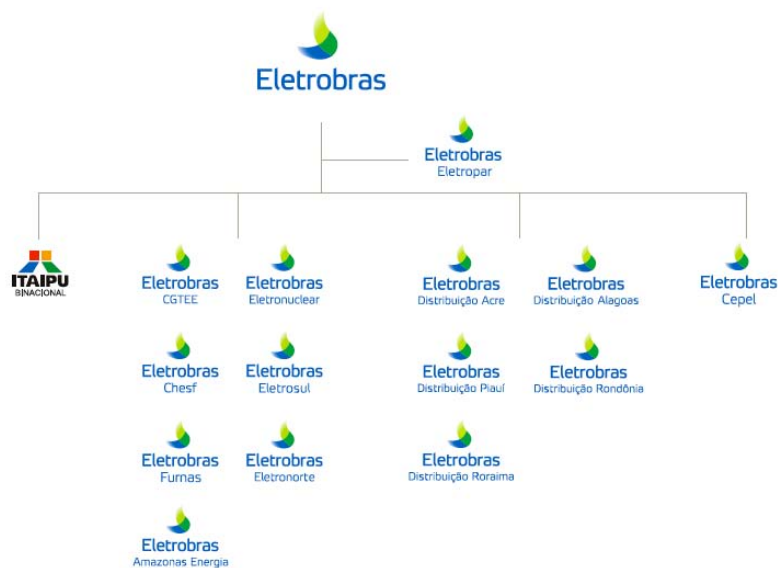 Eletrobras
Eletrobras
Eletropar
ITAIPU
BINACIONAL
Eletrobras
CGTEE
Eletrobras
Eletronuclear
Eletrobras
Distribuição Acre
Eletrobras
Distribuição Alagoas
Eletrobras
Cepel
Eletrobras
Chesf
Eletrobras
Eletrosul
Eletrobras
Distribuição Piauí
Eletrobras
Distribuição Rondônia
Eletrobras
Furnas
Eletrobras
Eletronorte
Eletrobras
Distribuição Roraima
Eletrobras
Amazonas Energia